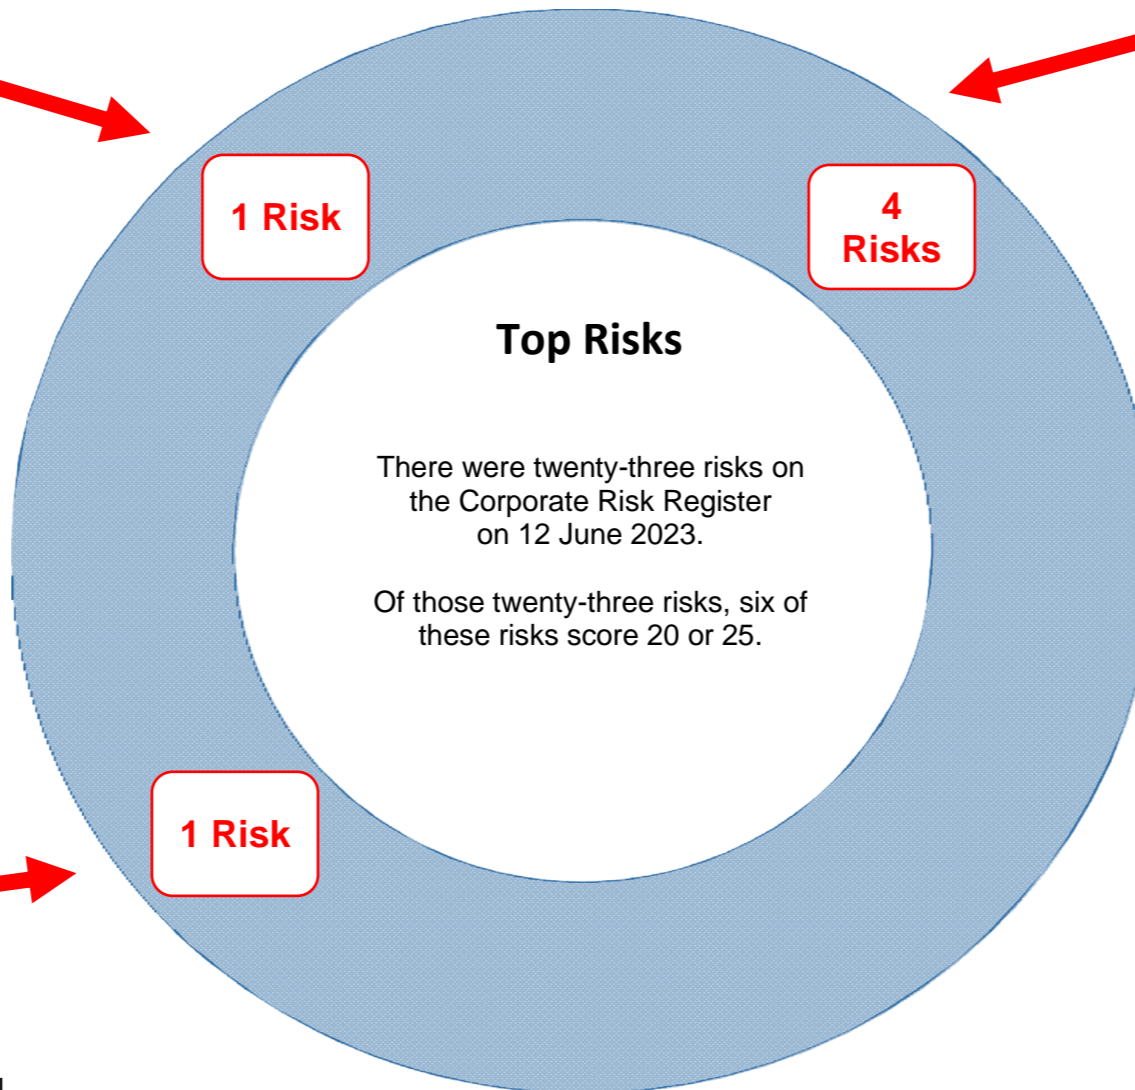 1 Risk
4
Risks
Top Risks
There were twenty-three risks on
the Corporate Risk Register
on 12 June 2023.
Of those twenty-three risks, six of
these risks score 20 or 25.
1 Risk